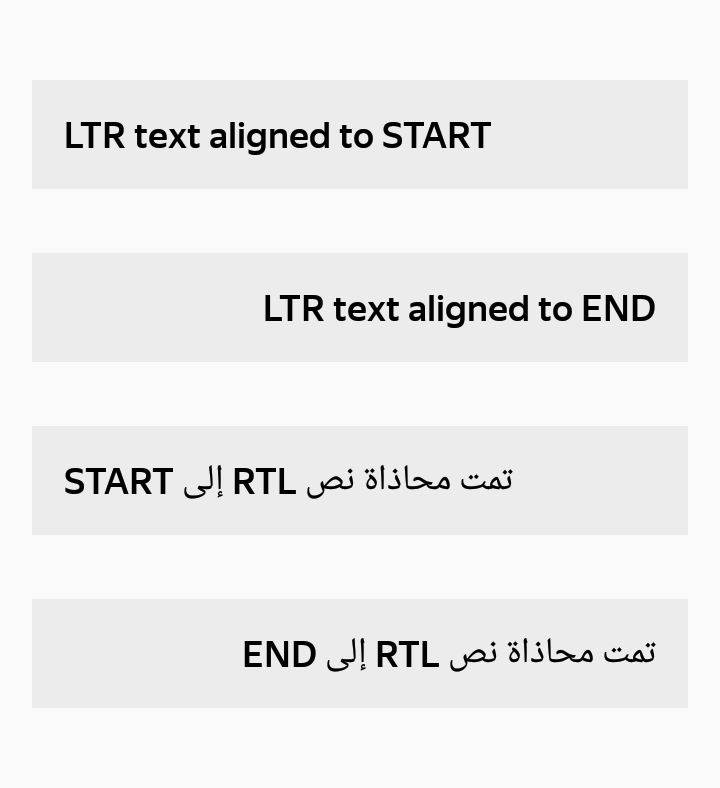 LTR text aligned to START
LTR text aligned to END
تمت محاذاة نص RTL إلى START
تمت محاذاة نص RTL إلى END